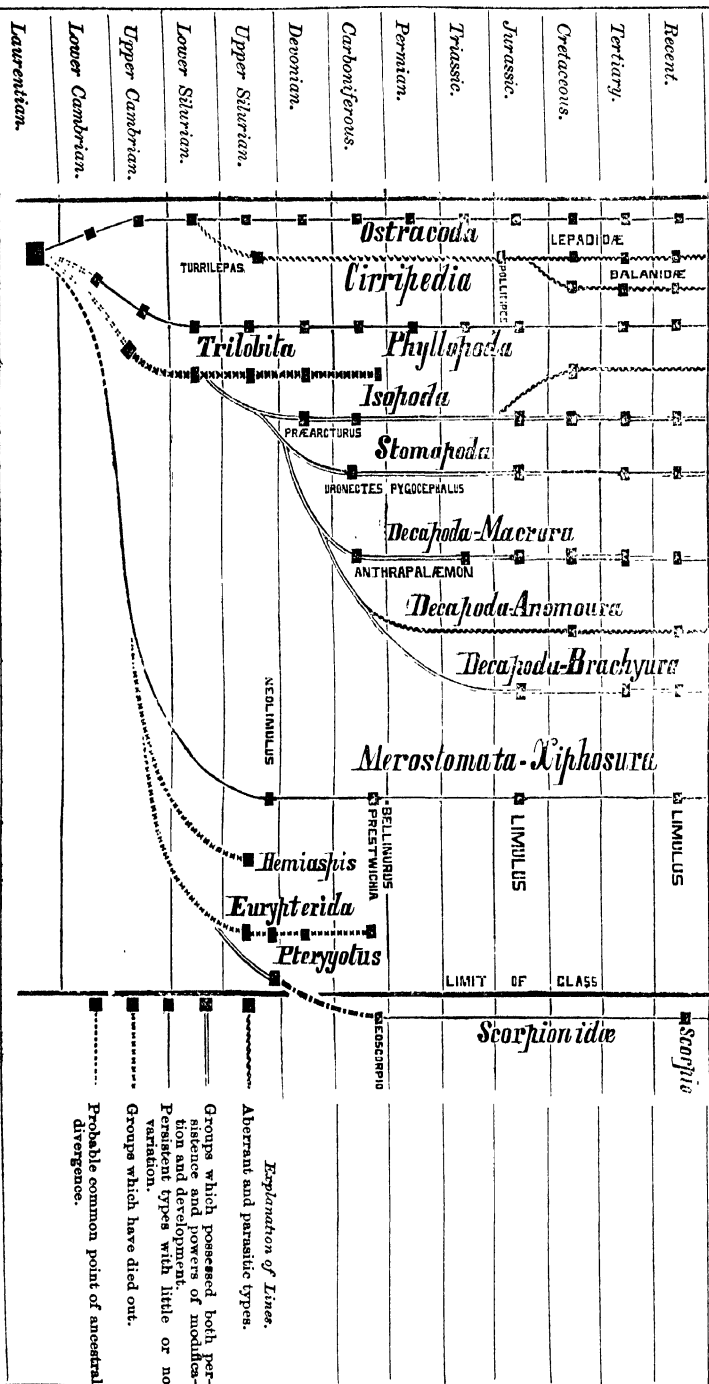 Recent.
Tertiary.
Cretaceous.
Jurassic.
Triassic.
Permian.
Carboniferous.
Devonian.
Upper Silurian.
Lower Silurian.
Upper Cambrian.
Lower Cambrian.
Laurentian.
Ostracoda
LEPADIDÆ
TURRILEPAS.
Cirripedia
POLLICIPES
BALANIDÆ
Trilobita
Phyllopoda
Isopoda
PRÆARCTURUS
Stomapoda
URONECTES PYGOCEPHALUS
Decapoda-Macrura
ANTHRAPALÆMON
Decapoda-Anomoura
Decapoda-Brachyura
NEOLIMULUS
Merostomata-Xiphosura
BELLINURUS
PRESTWICHIA
LIMULUS
LIMULUS
Hemiaspis
Eurypterida
Pterygotus
LIMIT OF CLASS
EOSCORPIO
Scorpionidæ
Scorpio
Explanation of Lines.
Aberrant and parasitic types.
Groups which possessed both per-
sistence and powers of modifica-
tion and development.
Persistent types with little or no
variation.
Groups which have died out.
Probable common point of ancestral
divergence.